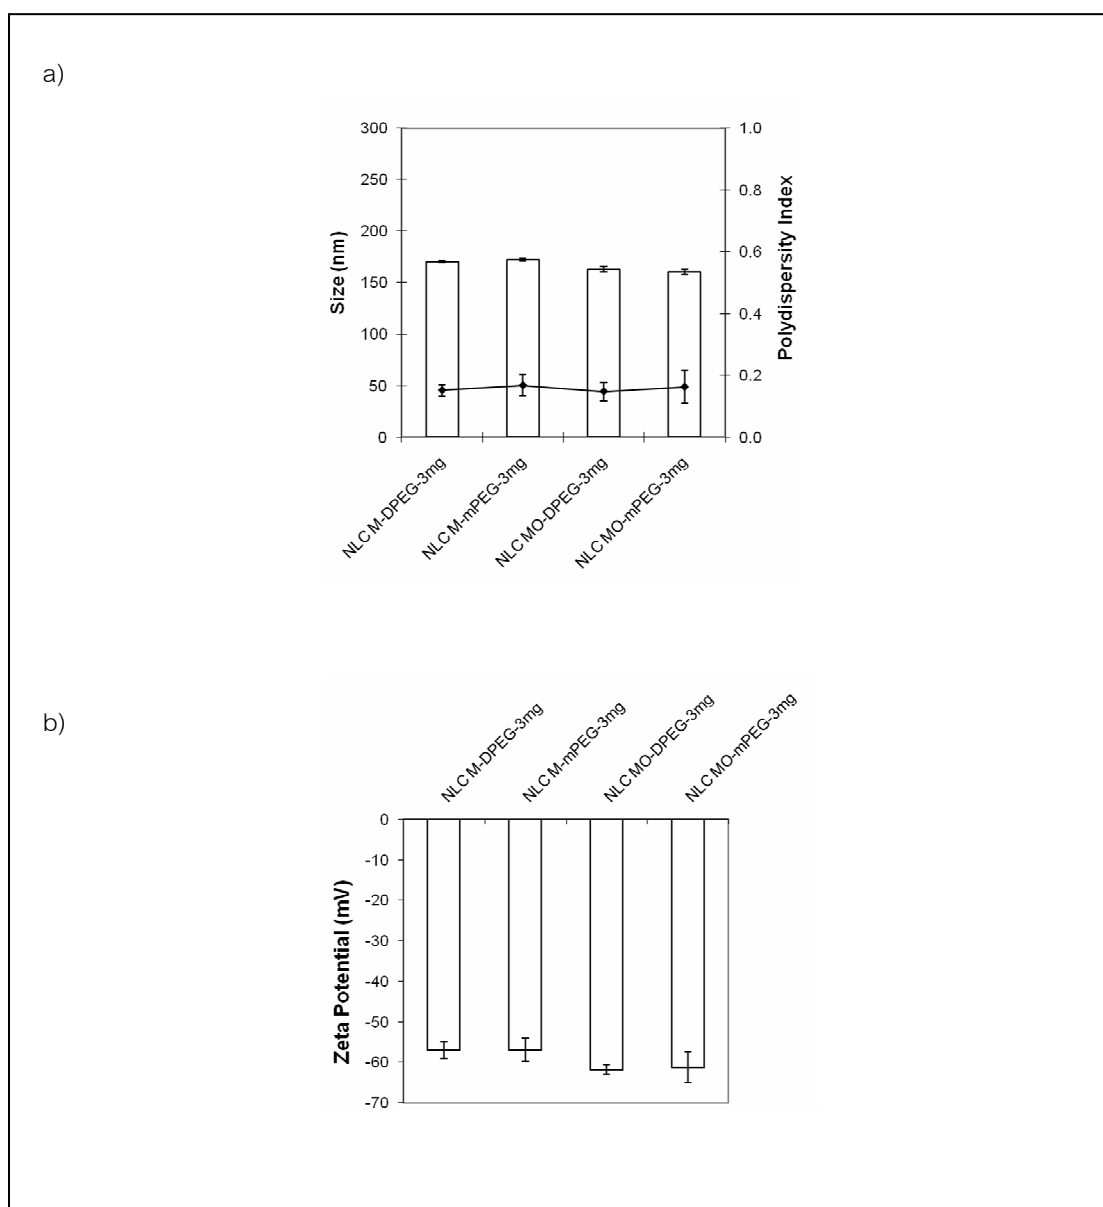 a)
300
250
200
150
100
50
0
Size (nm)
1.0
0.8
0.6
0.4
0.2
0.0
Polydispersity Index
NLC M-DPEG-3mg
NLC M-mPEG-3mg
NLC MO-DPEG-3mg
NLC MO-mPEG-3mg
b)
NLC M-DPEG-3mg
NLC M-mPEG-3mg
NLC MO-DPEG-3mg
NLC MO-mPEG-3mg
0
-10
-20
-30
-40
-50
-60
-70
Zeta Potential (mV)